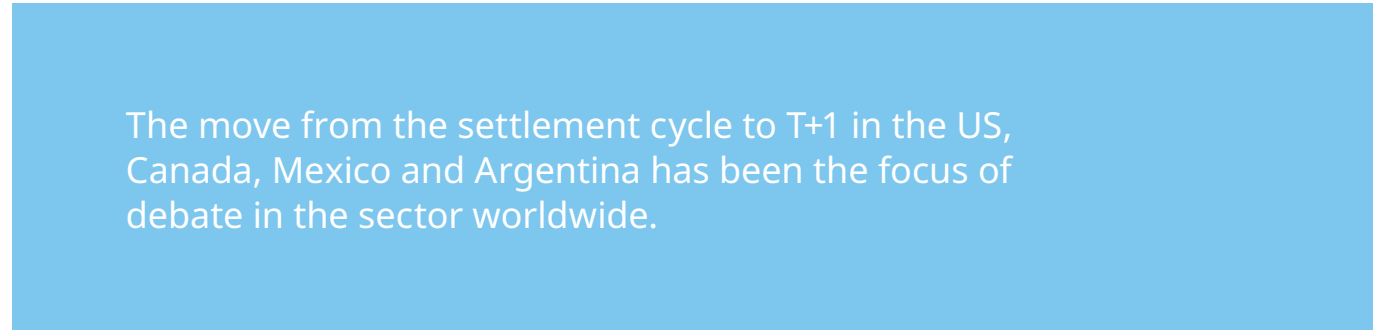 The move from the settlement cycle to T+1 in the US,
Canada, Mexico and Argentina has been the focus of
debate in the sector worldwide.